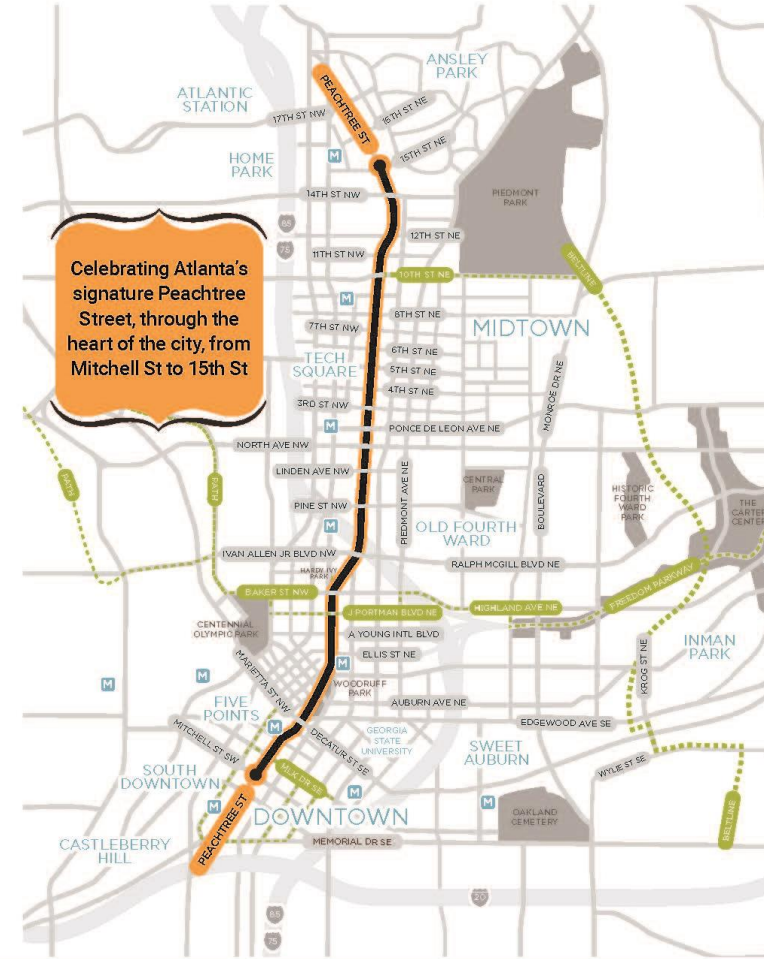 ANSLEY
PARK
PEACHTREE ST
ATLANTIC
STATION
16TH ST NE
17TH ST NW
15TH ST NE
M
HOME
PARK
14TH ST NW
PIEDMONT
PARK
85
75
12TH ST NE
11TH ST NW
BELTLINE
10TH ST NE
Celebrating Atlanta's
signature Peachtree
Street, through the
heart of the city, from
Mitchell St to 15th St
M
8TH ST NE
7TH ST NW
MIDTOWN
6TH ST NE
TECH
SQUARE
5TH ST NE
4TH ST NE
MONROE DR NE
3RD ST NW
M
PONCE DE LEON AVE NE
NORTH AVE NW
PATH
PATH
LINDEN AVE NW
PIEDMONT AVE NE
CENTRAL
PARK
BOULEVARD
HISTORIC
FOURTH
WARD
PARK
THE
CARTER
CENTER
PINE ST NW
M
OLD FOURTH
WARD
IVAN ALLEN JR BLVD NW
RALPH MCGILL BLVD NE
HARDY IVY
PARK
FREEDOM PARKWAY
BAKER ST NW
HIGHLAND AVE NE
J PORTMAN BLVD NE
CENTENNIAL
OLYMPIC PARK
A YOUNG INTL BLVD
INMAN
PARK
ELLIS ST NE
M
KROG ST NE
MARIETTA ST NW
M
M
WOODRUFF
PARK
AUBURN AVE NE
FIVE
POINTS
EDGEWOOD AVE SE
M
MITCHELL ST SW
DECATUR ST SE
GEORGIA
STATE
UNIVERSITY
SWEET
AUBURN
WYLIE ST SE
SOUTH
DOWNTOWN
MLK DR SE
M
M
M
PEACHTREE ST
DOWNTOWN
OAKLAND
CEMETERY
BELTLINE
CASTLEBERRY
HILL
MEMORIAL DR SE
20
85
75